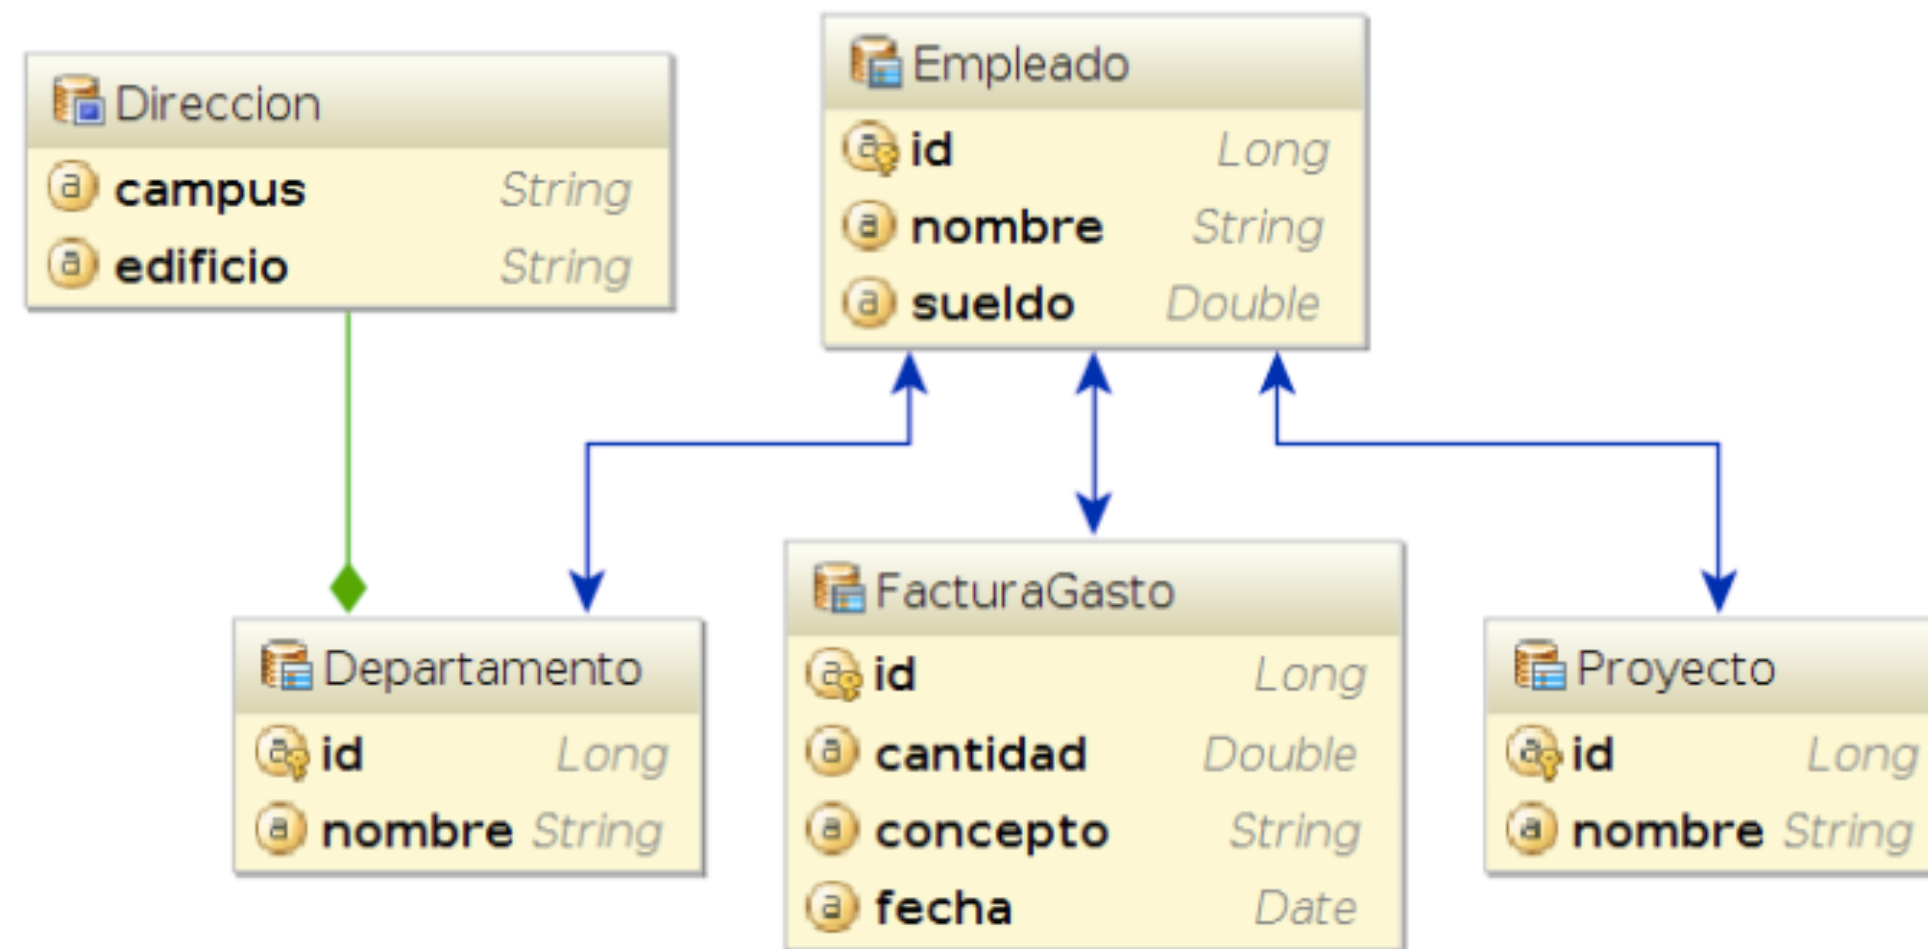 Direccion
campus String
edificio String
Empleado
id Long
nombre String
sueldo Double
Departamento
id Long
nombre String
FacturaGasto
id Long
cantidad Double
concepto String
fecha Date
Proyecto
id Long
nombre String